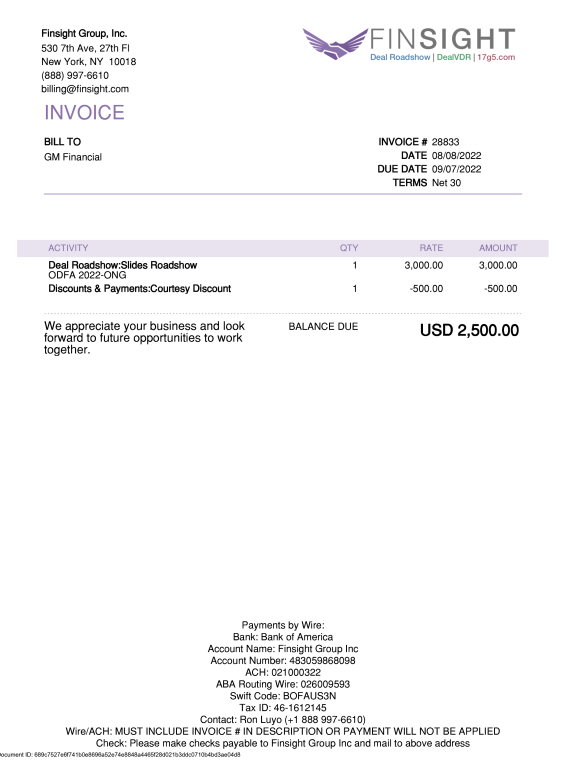 Finsight Group, Inc.
530 7th Ave, 27th Fl
New York, NY 10018
(888) 997-6610
billing@finsight.com
FINSIGHT
Deal Roadshow | DealVDR | 17g5.com
INVOICE
BILL TO
GM Financial
INVOICE # 28833
DATE 08/08/2022
DUE DATE 09/07/2022
TERMS Net 30
ACTIVITY QTY RATE AMOUNT
Deal Roadshow:Slides Roadshow 1 3,000.00 3,000.00
ODFA 2022-ONG
Discounts & Payments:Courtesy Discount 1 -500.00 -500.00
We appreciate your business and look
forward to future opportunities to work
together.
BALANCE DUE USD 2,500.00
Payments by Wire:
Bank: Bank of America
Account Name: Finsight Group Inc
Account Number: 483059868098
ACH: 021000322
ABA Routing Wire: 026009593
Swift Code: BOFAUS3N
Tax ID: 46-1612145
Contact: Ron Luyo (+1 888 997-6610)
Wire/ACH: MUST INCLUDE INVOICE # IN DESCRIPTION OR PAYMENT WILL NOT BE APPLIED
Check: Please make checks payable to Finsight Group Inc and mail to above address
ocument ID: 689c7527e6f741b0e8696a52e74e8848a4465f28d021b3ddc0710b4bd3ae04d8